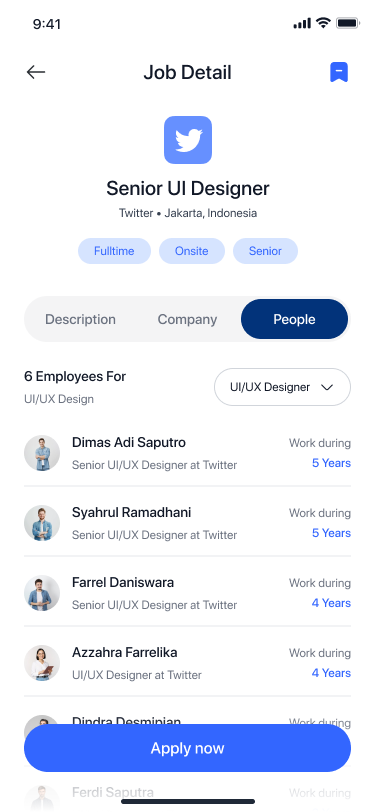 9:41
Job Detail
Senior UI Designer
Twitter • Jakarta, Indonesia
Fulltime
Onsite
Senior
Description
Company
People
6 Employees For
UI/UX Design
UI/UX Designer
Dimas Adi Saputro
Senior UI/UX Designer at Twitter
Work during
5 Years
Syahrul Ramadhani
Senior UI/UX Designer at Twitter
Work during
5 Years
Farrel Daniswara
Senior UI/UX Designer at Twitter
Work during
4 Years
Azzahra Farrelika
UI/UX Designer at Twitter
Work during
4 Years
Dindra Desmipian
Work during
Apply now
Ferdi Saputra
Work during